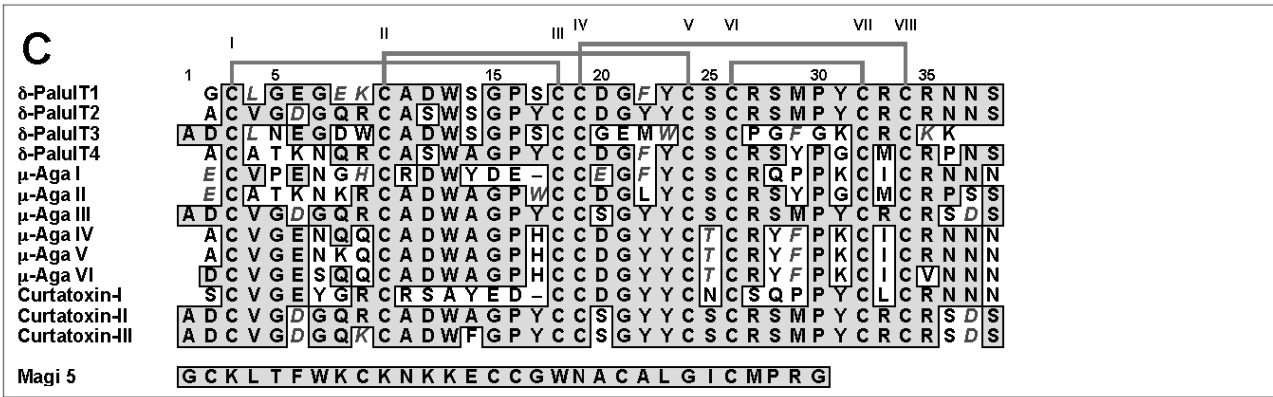 C
I II III IV V VI VII VIII
1 5 15 20 25 30 35
δ-PaluIT1 G C L G E G E K C A D W S G P S C C D G F Y C S C R S M P Y C R C R N N S
δ-PaluIT2 A C V G D G Q R C A S W S G P Y C C D G Y Y C S C R S M P Y C R C R N N S
δ-PaluIT3 A D C L N E G D W C A D W S G P S C C G E M W C S C P G F G K C R C K K
δ-PaluIT4 A C A T K N Q R C A S W A G P Y C C D G F Y C S C R S Y P G C M C R P N S
μ-Aga I E C V P E N G H C R D W Y D E – C C E G F Y C S C R Q P P K C I C R N N N
μ-Aga II E C A T K N K R C A D W A G P W C C D G L Y C S C R S Y P G C M C R P S S
μ-Aga III A D C V G D G Q R C A D W A G P Y C C S G Y Y C S C R S M P Y C R C R S D S
μ-Aga IV A C V G E N Q Q C A D W A G P H C C D G Y Y C T C R Y F P K C I C R N N N
μ-Aga V A C V G E N K Q C A D W A G P H C C D G Y Y C T C R Y F P K C I C R N N N
μ-Aga VI D C V G E S Q Q C A D W A G P H C C D G Y Y C T C R Y F P K C I C V N N N
Curtatoxin-I S C V G E Y G R C R S A Y E D – C C D G Y Y C N C S Q P P Y C L C R N N N
Curtatoxin-II A D C V G D G Q R C A D W A G P Y C C S G Y Y C S C R S M P Y C R C R S D S
Curtatoxin-III A D C V G D G Q K C A D W F G P Y C C S G Y Y C S C R S M P Y C R C R S D S
Magi 5 G C K L T F W K C K N K K E C C G W N A C A L G I C M P R G